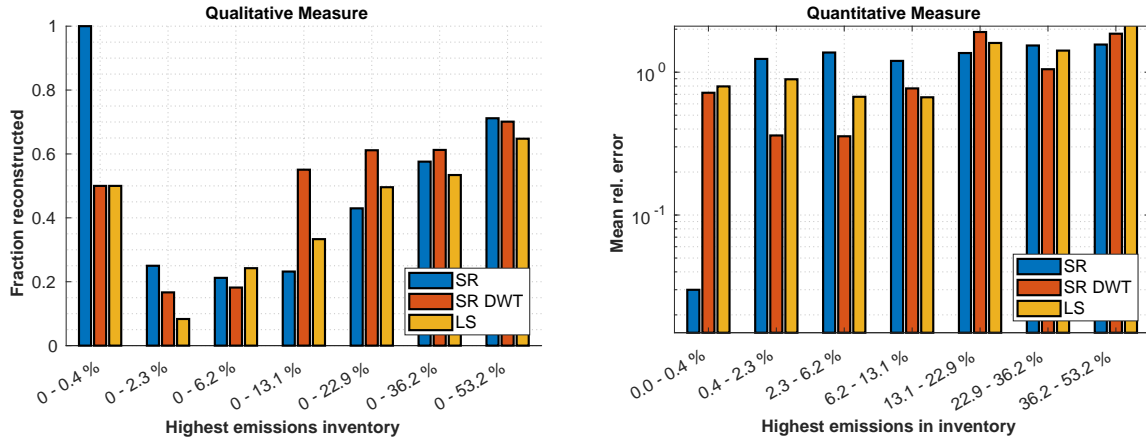 Qualitative Measure
1
0.8
0.6
0.4
0.2
0
Fraction reconstructed
SR
SR DWT
LS
0 - 0.4 %
0 - 2.3 %
0 - 6.2 %
0 - 13.1 %
0 - 22.9 %
0 - 36.2 %
0 - 53.2 %
Highest emissions inventory
Quantitative Measure
10^0
10^-1
Mean rel. error
SR
SR DWT
LS
0.0 - 0.4 %
0.4 - 2.3 %
2.3 - 6.2 %
6.2 - 13.1 %
13.1 - 22.9 %
22.9 - 36.2 %
36.2 - 53.2 %
Highest emissions in inventory